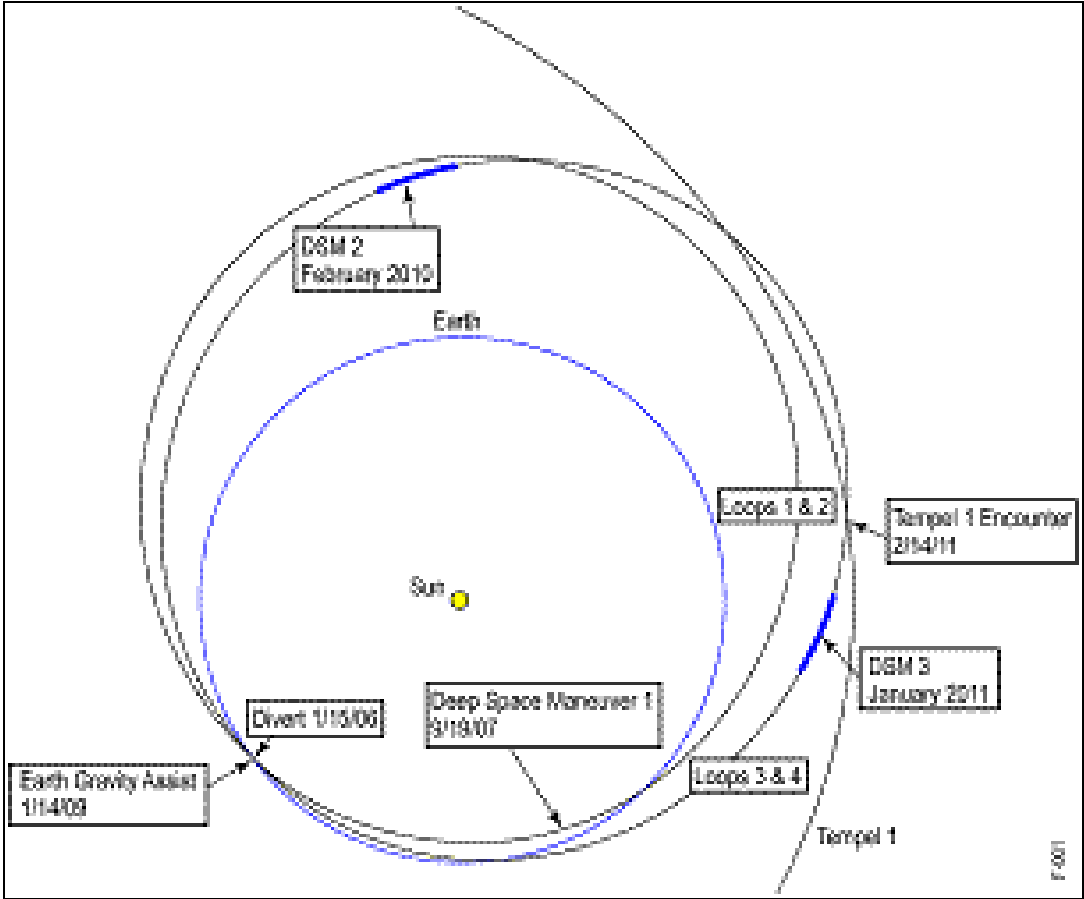 DSM 2
February 2010
Earth
Loops 1 & 2
Tempel 1 Encounter
2/14/11
Sun
DSM 3
January 2011
Deep Space Maneuver 1
9/19/07
Divert 1/15/06
Earth Gravity Assist
1/14/09
Loops 3 & 4
Tempel 1